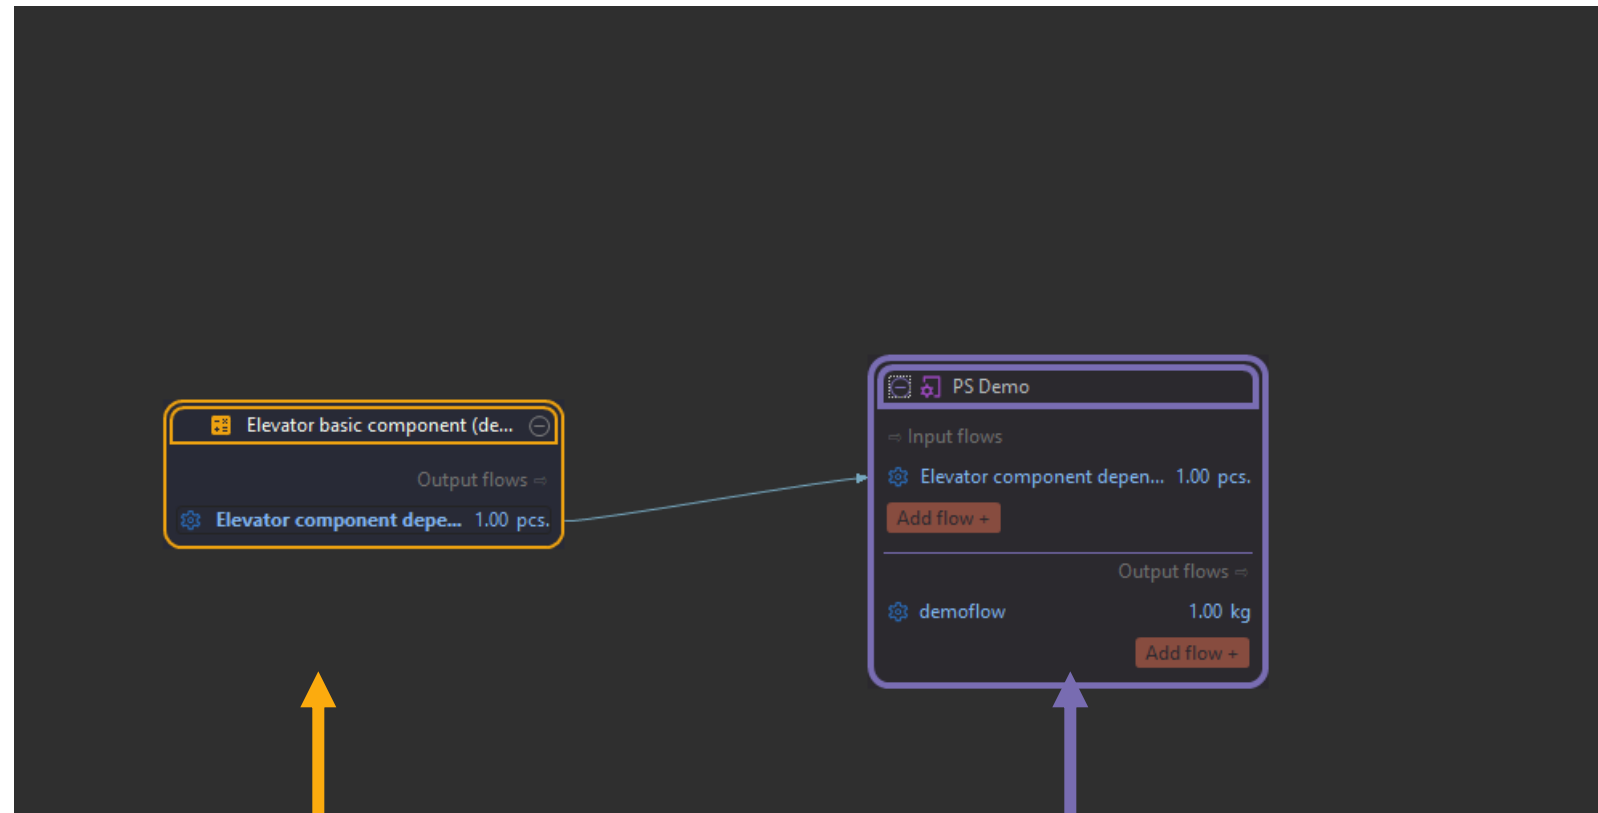 Elevator basic component (de...
Output flows ⇨
Elevator component depe... 1.00 pcs.
PS Demo
⇨ Input flows
Elevator component depen... 1.00 pcs.
Add flow +
Output flows ⇨
demoflow 1.00 kg
Add flow +